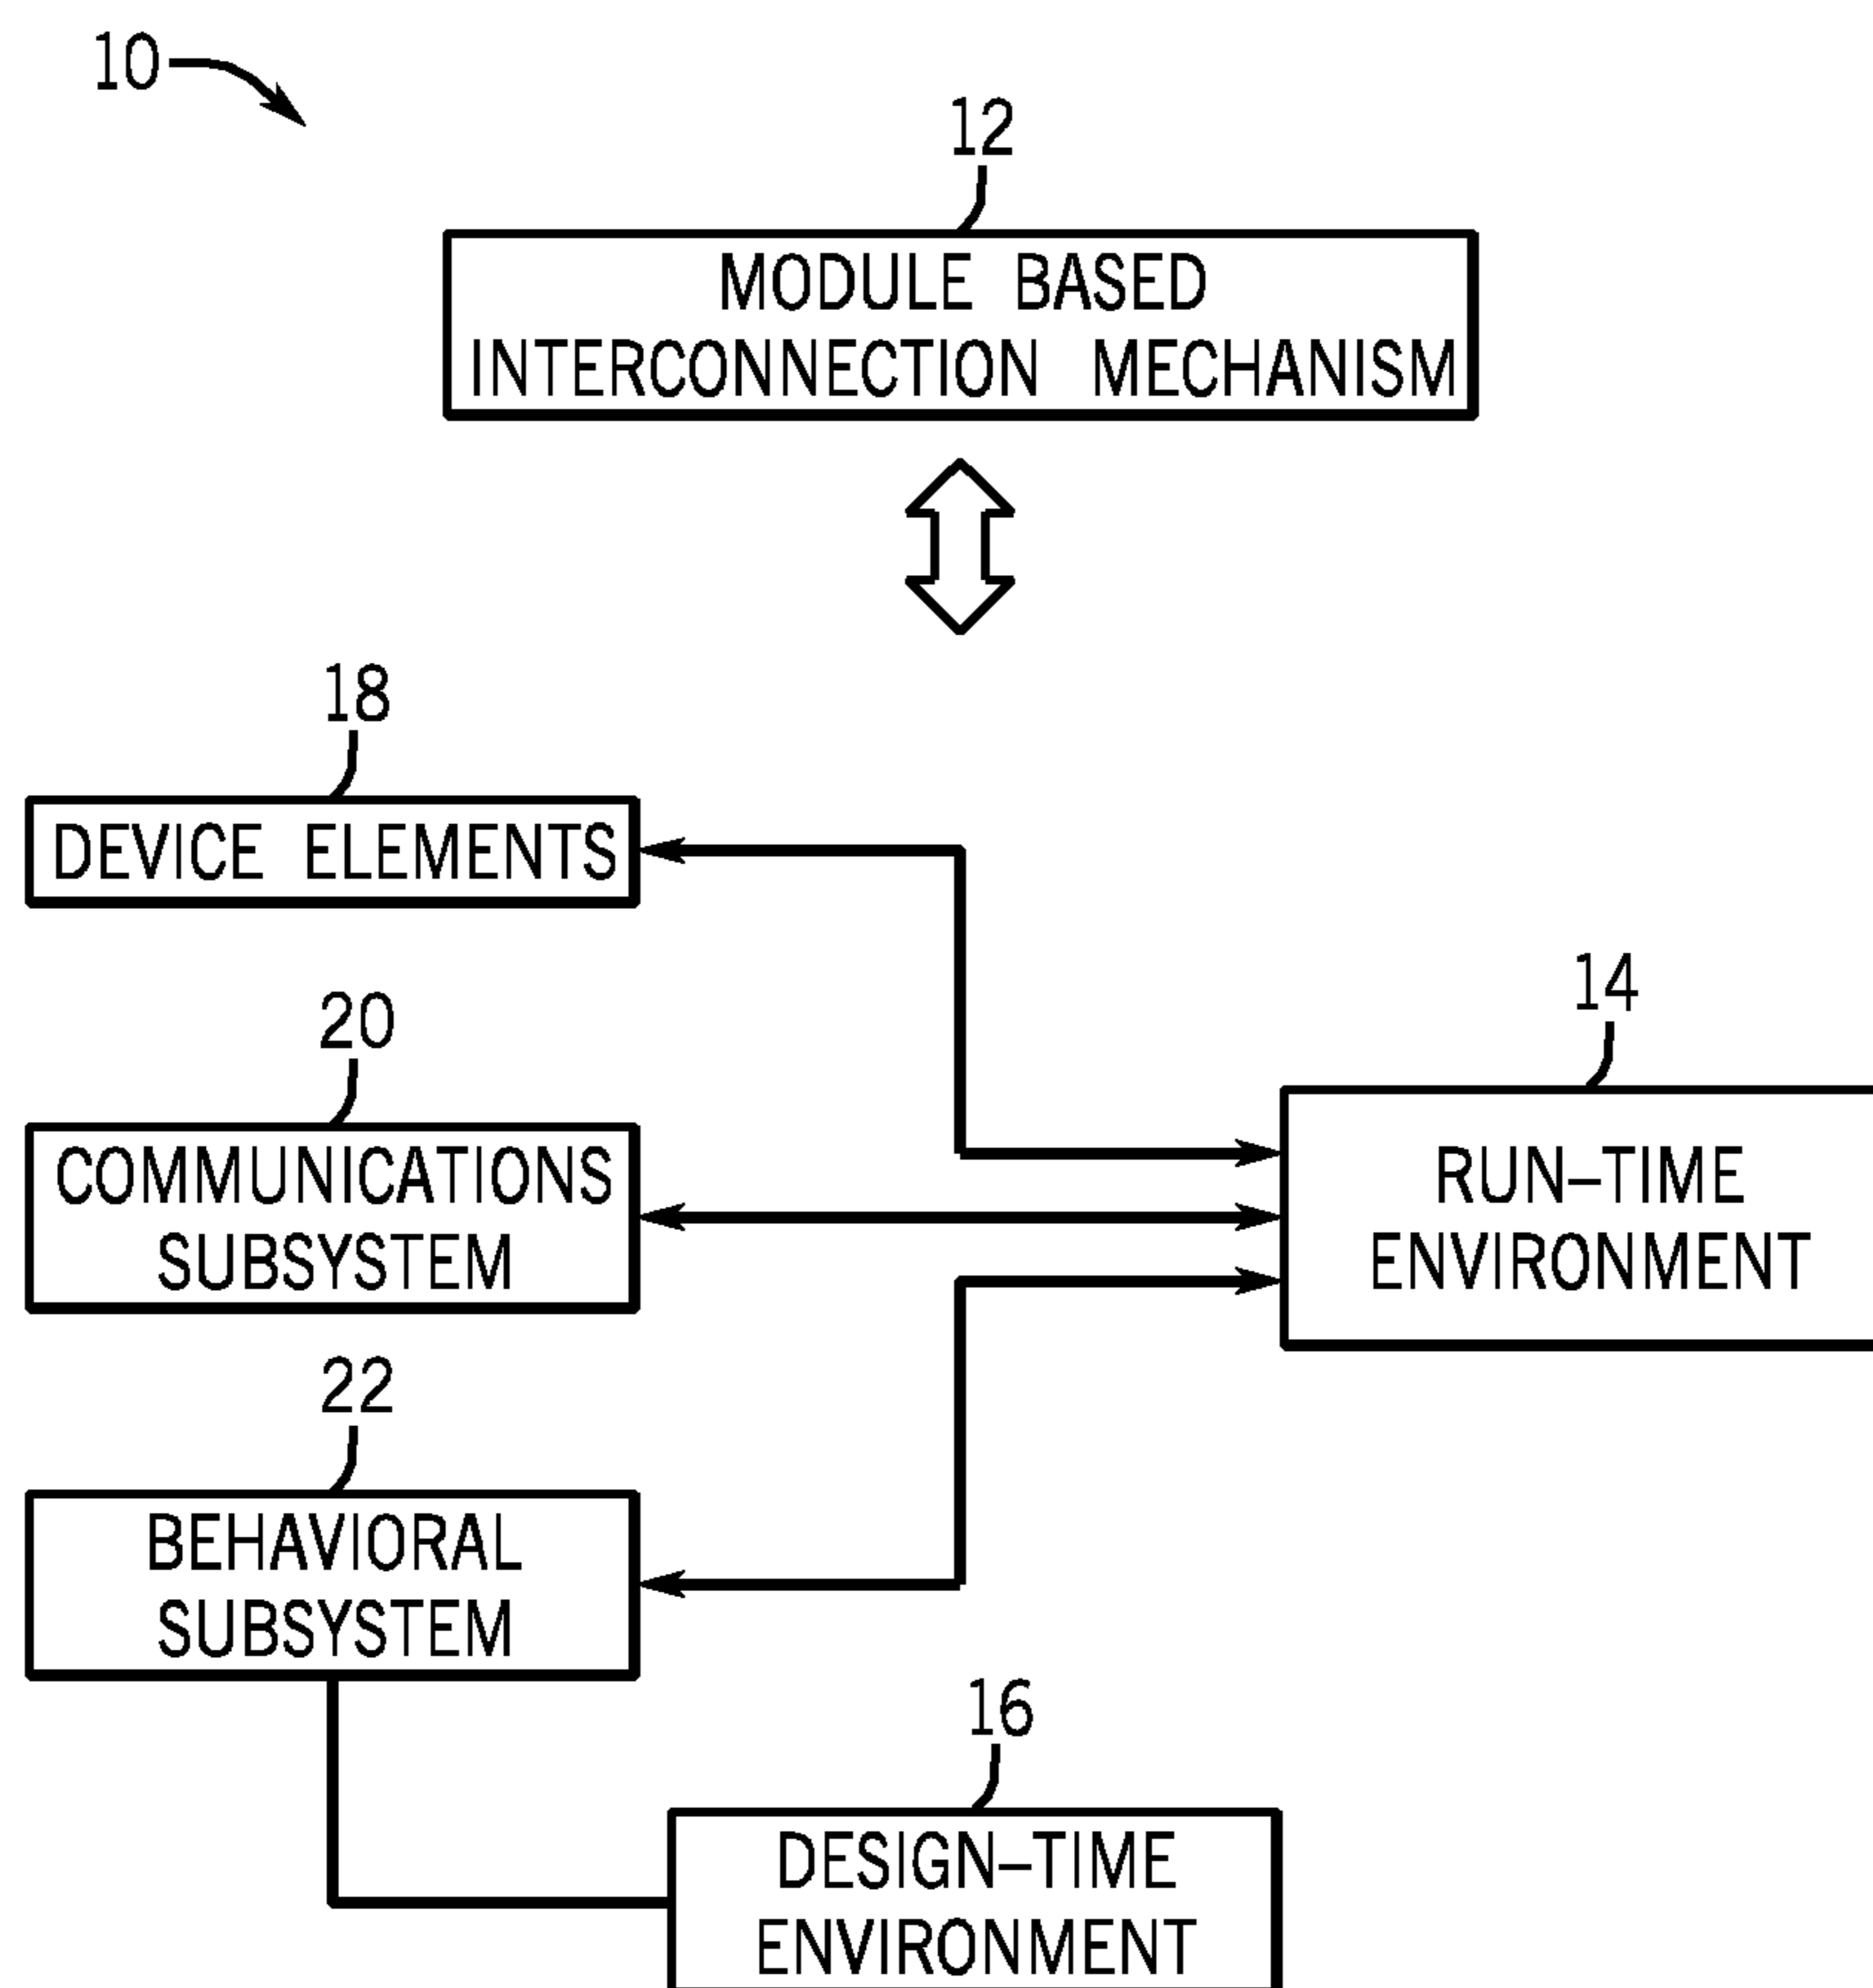 10
12
MODULE BASED
INTERCONNECTION MECHANISM
18
DEVICE ELEMENTS
20
COMMUNICATIONS
SUBSYSTEM
14
RUN-TIME
ENVIRONMENT
22
BEHAVIORAL
SUBSYSTEM
16
DESIGN-TIME
ENVIRONMENT